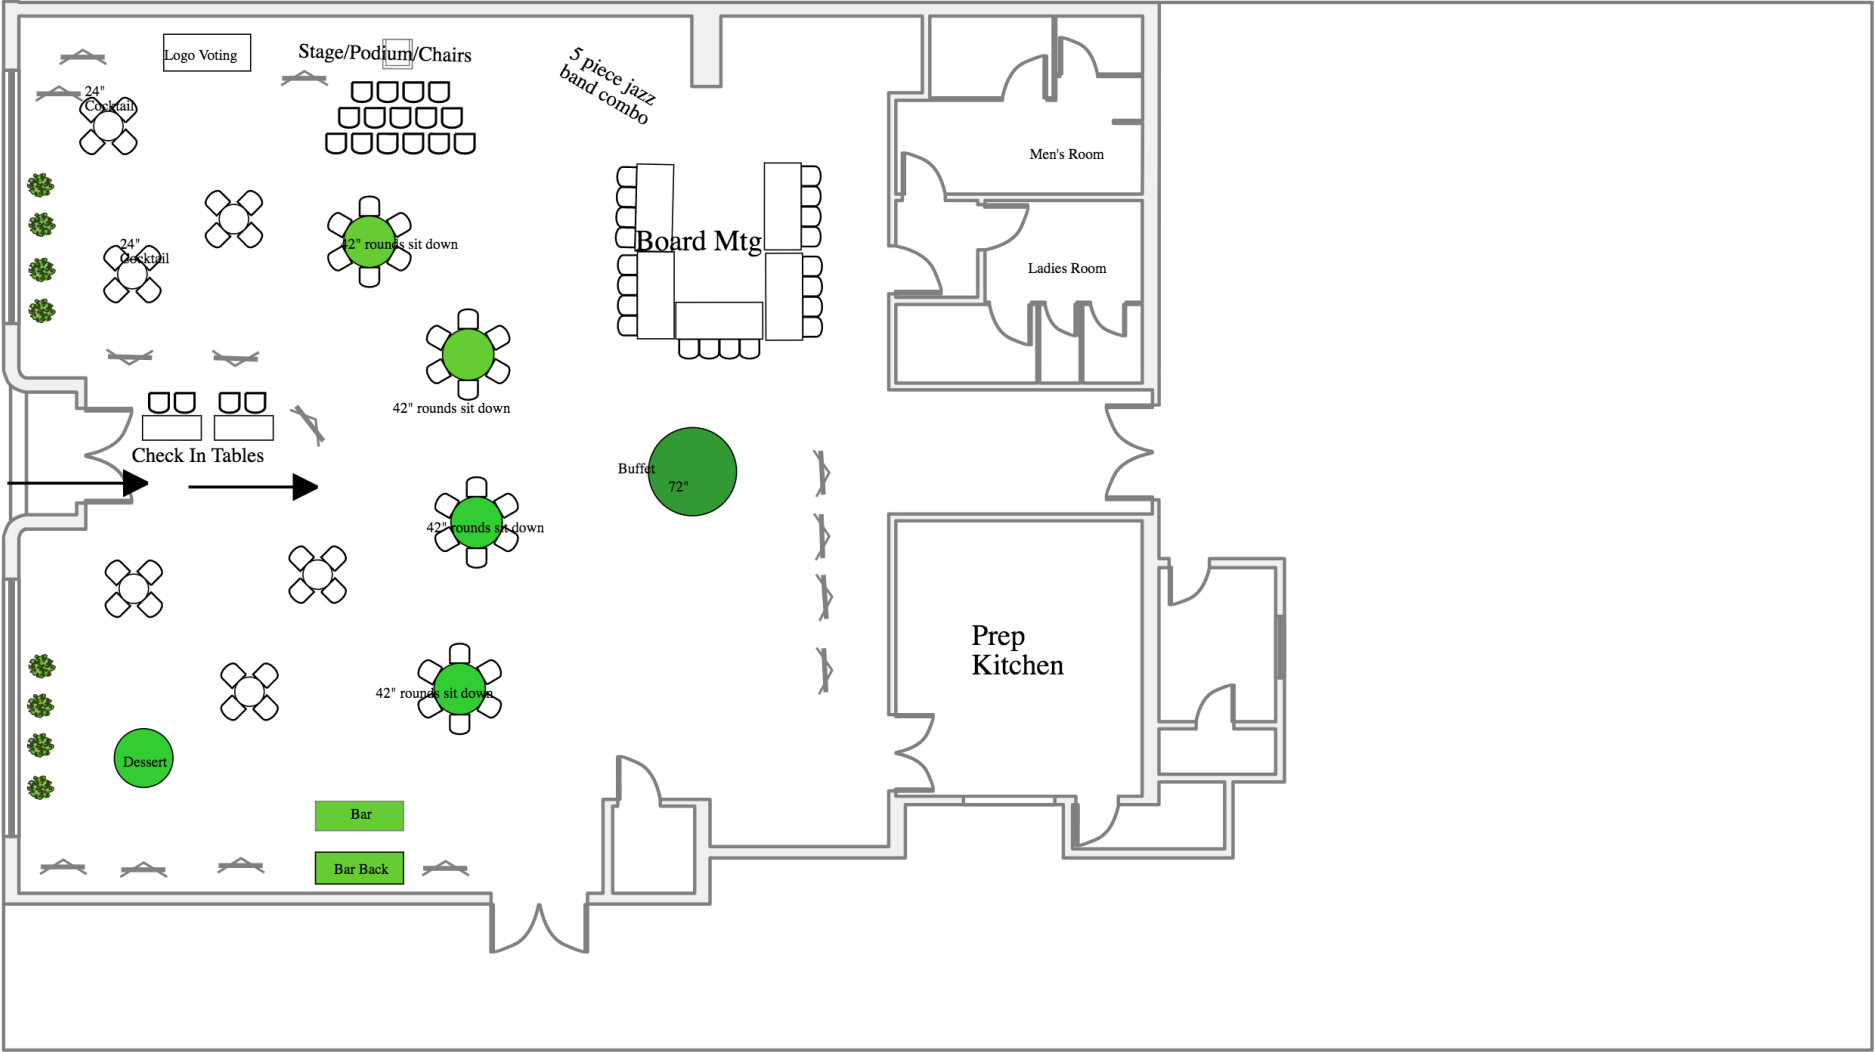 Logo Voting
Stage/Podium/Chairs
5 piece jazz
band combo
24"
Cocktail
Men's Room
24"
Cocktail
42" rounds sit down
Board Mtg
Ladies Room
42" rounds sit down
Check In Tables
Buffet
72"
42" rounds sit down
Prep
Kitchen
42" rounds sit down
Dessert
Bar
Bar Back